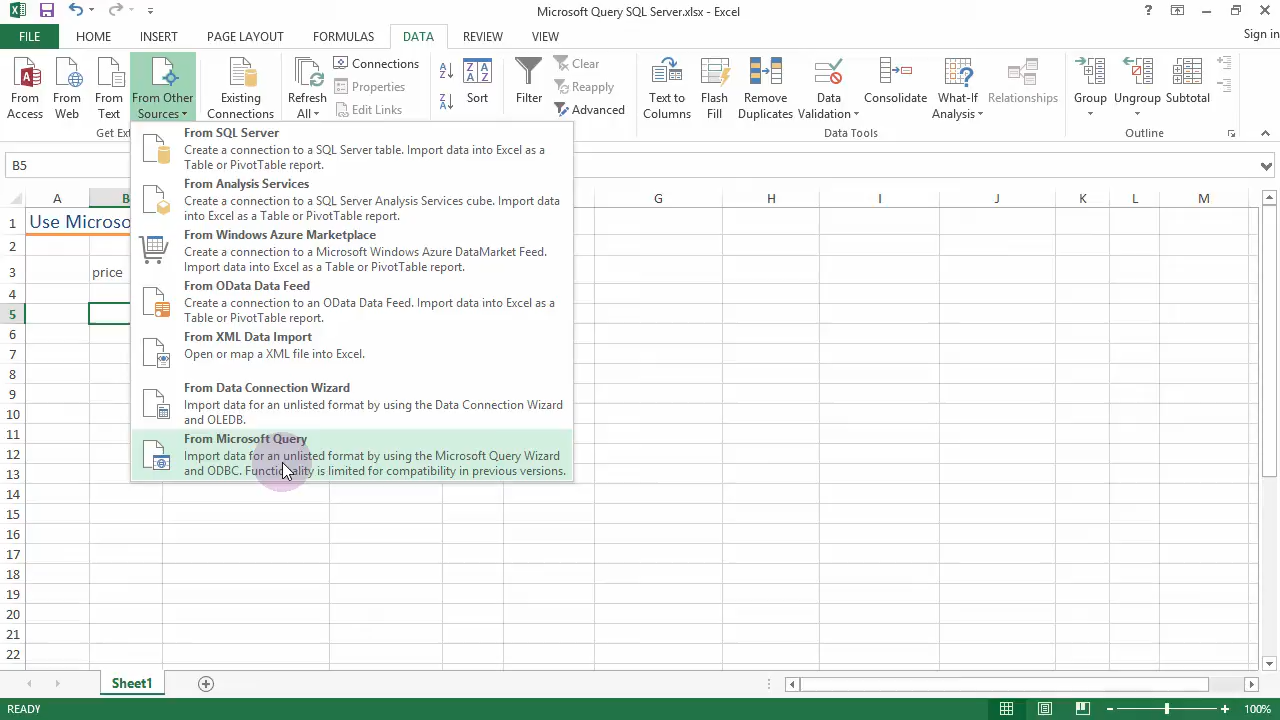 Microsoft Query SQL Server.xlsx - Excel
FILE HOME INSERT PAGE LAYOUT FORMULAS DATA REVIEW VIEW Sign in
From Access
From Web
From Text
From Other Sources
Existing Connections
Refresh All
Connections
Properties
Edit Links
Sort
Filter
Clear
Reapply
Advanced
Text to Columns
Flash Fill
Remove Duplicates
Data Validation
Consolidate
What-If Analysis
Relationships
Group
Ungroup
Subtotal
Get Ex
Data Tools
Outline
B5
From SQL Server
Create a connection to a SQL Server table. Import data into Excel as a
Table or PivotTable report.
From Analysis Services
Create a connection to a SQL Server Analysis Services cube. Import data
into Excel as a Table or PivotTable report.
From Windows Azure Marketplace
Create a connection to a Microsoft Windows Azure DataMarket Feed.
Import data into Excel as a Table or PivotTable report.
From OData Data Feed
Create a connection to an OData Data Feed. Import data into Excel as a
Table or PivotTable report.
From XML Data Import
Open or map a XML file into Excel.
From Data Connection Wizard
Import data for an unlisted format by using the Data Connection Wizard
and OLEDB.
From Microsoft Query
Import data for an unlisted format by using the Microsoft Query Wizard
and ODBC. Functionality is limited for compatibility in previous versions.
A B G H I J K L M
1 Use Microso
2
3 price
4
5
6
7
8
9
10
11
12
13
14
15
16
17
18
19
20
21
22
Sheet1
READY 100%